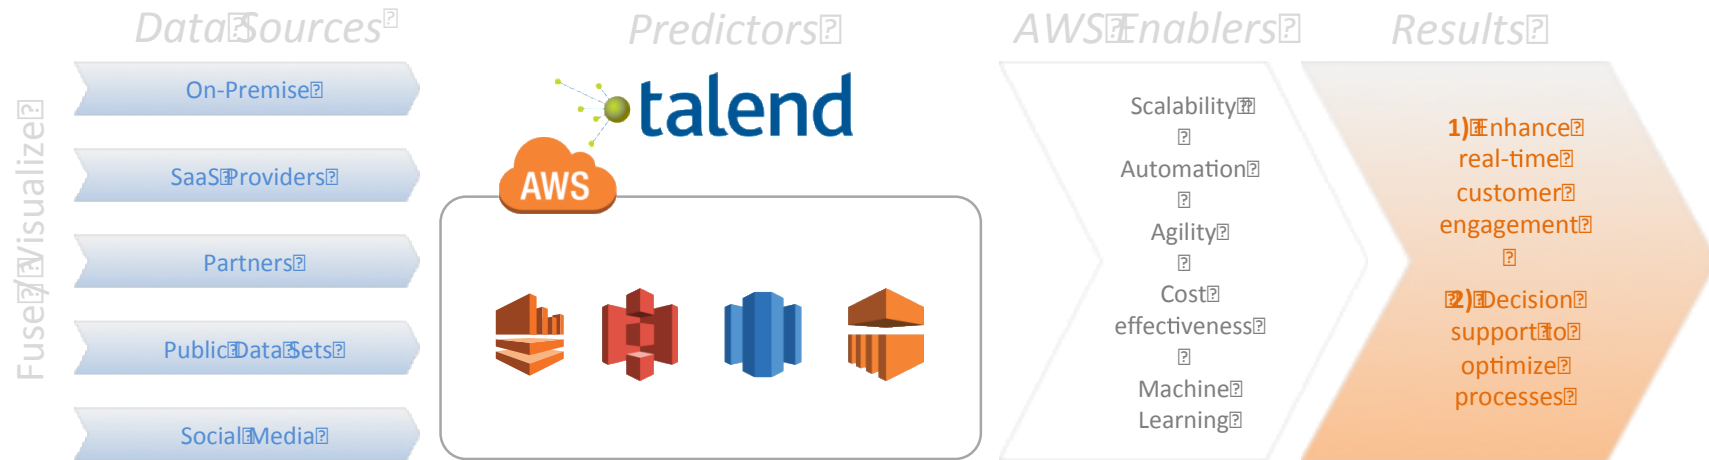 Data Sources
Predictors
AWS Enablers
Results
Fuse / Visualize
On-Premise
SaaS Providers
Partners
Public Data Sets
Social Media
talend
AWS
Scalability
Automation
Agility
Cost
effectiveness
Machine
Learning
1) Enhance
real-time
customer
engagement
2) Decision
support to
optimize
processes